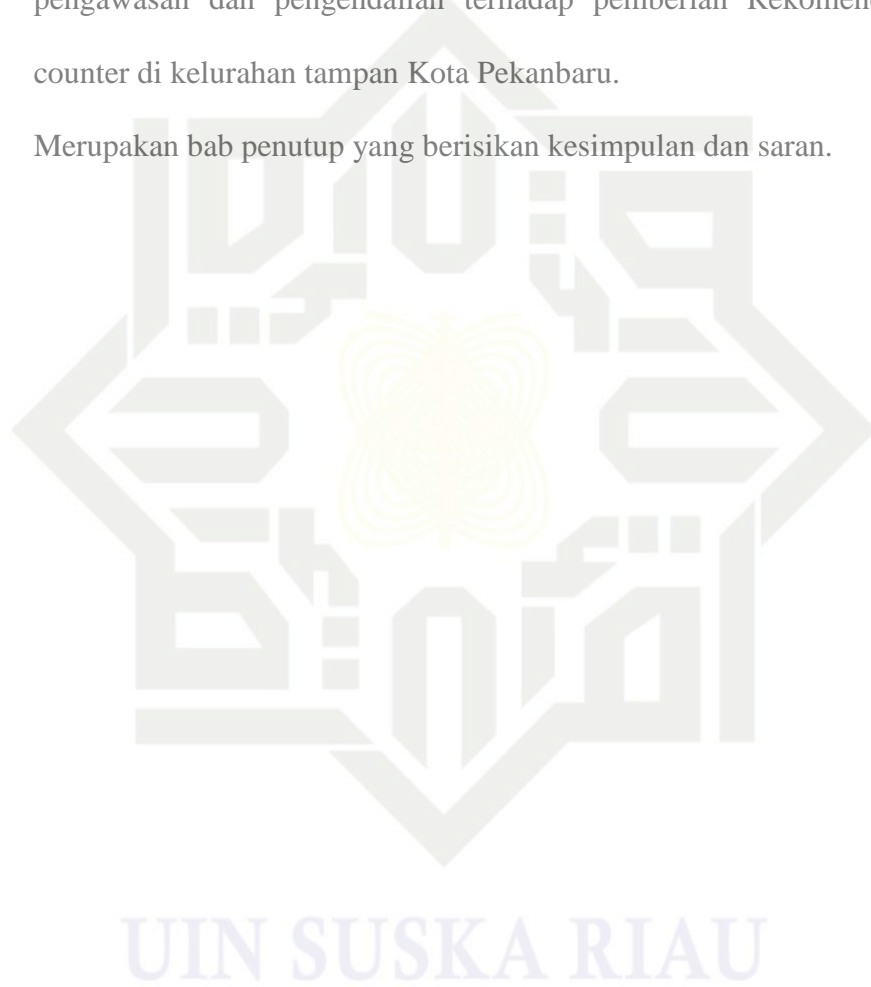 pengawasan dan pengendalian terhadap pemberian
counter di kelurahan tampan Kota Pekanbaru.
Merupakan bab penutup yang berisikan kesimpulan dan saran.
UIN SUSKA RIAU